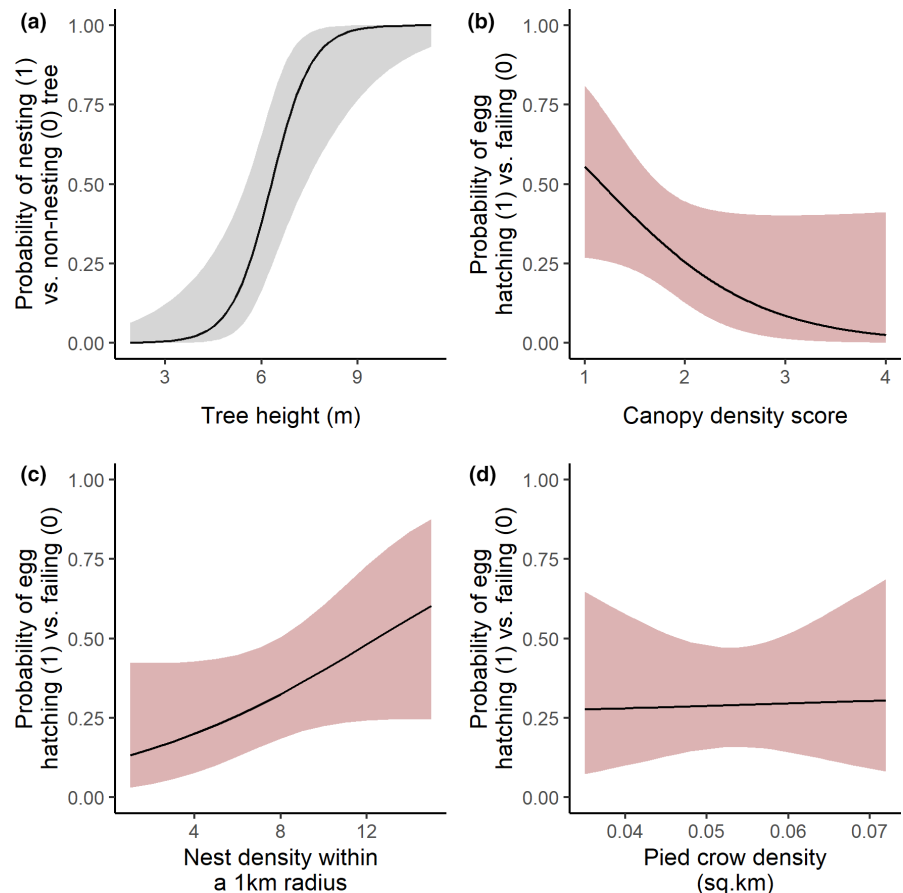 (a)
Probability of nesting (1)
vs. non-nesting (0) tree
1.00
0.75
0.50
0.25
0.00
3 6 9
Tree height (m)
(b)
Probability of egg
hatching (1) vs. failing (0)
1.00
0.75
0.50
0.25
0.00
1 2 3 4
Canopy density score
(c)
Probability of egg
hatching (1) vs. failing (0)
1.00
0.75
0.50
0.25
0.00
4 8 12
Nest density within
a 1km radius
(d)
Probability of egg
hatching (1) vs. failing (0)
1.00
0.75
0.50
0.25
0.00
0.04 0.05 0.06 0.07
Pied crow density
(sq.km)